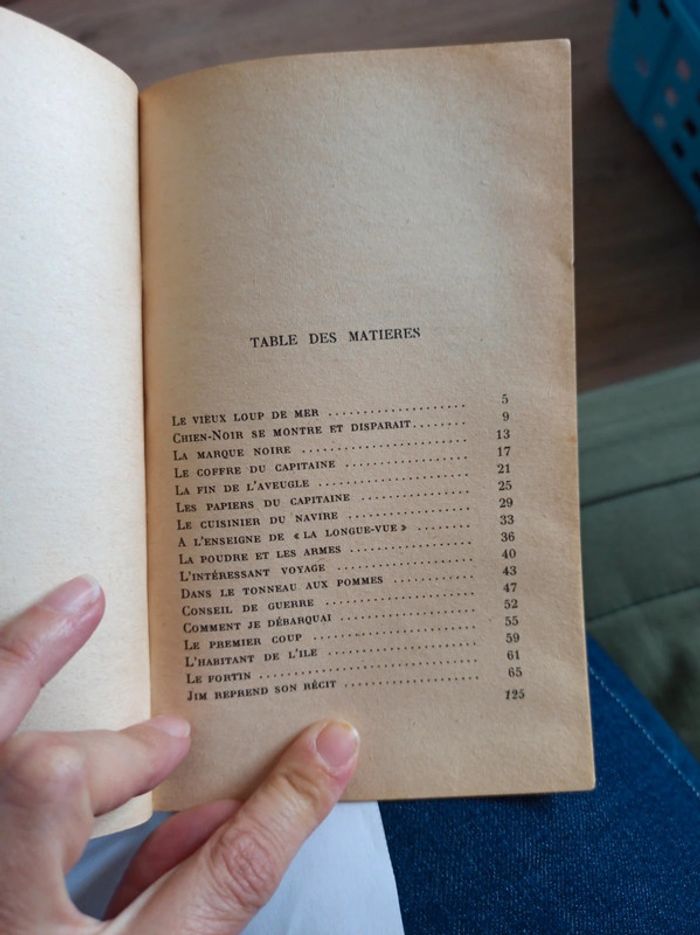 TABLE DES MATIERES
Le vieux loup de mer .................... 5
Chien-Noir se montre et disparait........ 9
La marque noire ........................ 13
Le coffre du capitaine .................. 17
La fin de l'aveugle ...................... 21
Les papiers du capitaine ................ 25
Le cuisinier du navire .................. 29
A l'enseigne de « La Longue-vue » ........ 33
La poudre et les armes .................. 36
L'intéressant voyage .................... 40
Dans le tonneau aux pommes ............ 43
Conseil de guerre ...................... 47
Comment je débarquai .................. 52
Le premier coup ........................ 55
L'habitant de l'ile ...................... 59
Le fortin .............................. 61
Jim reprend son récit .................... 65
125